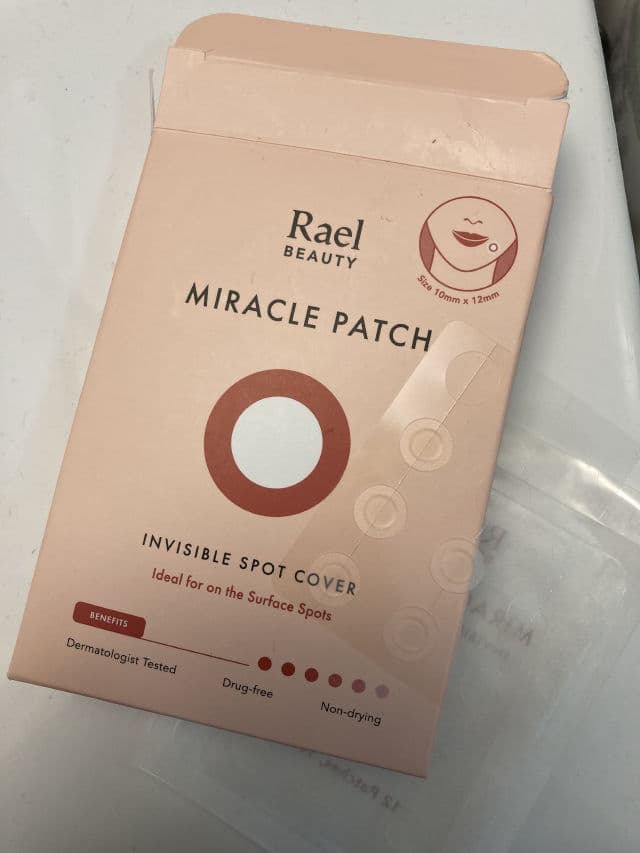 Rael
BEAUTY
Size 10mm x 12mm
MIRACLE PATCH
INVISIBLE SPOT COVER
Ideal for on the Surface Spots
BENEFITS
Dermatologist Tested
Drug-free
Non-drying
12 Patches